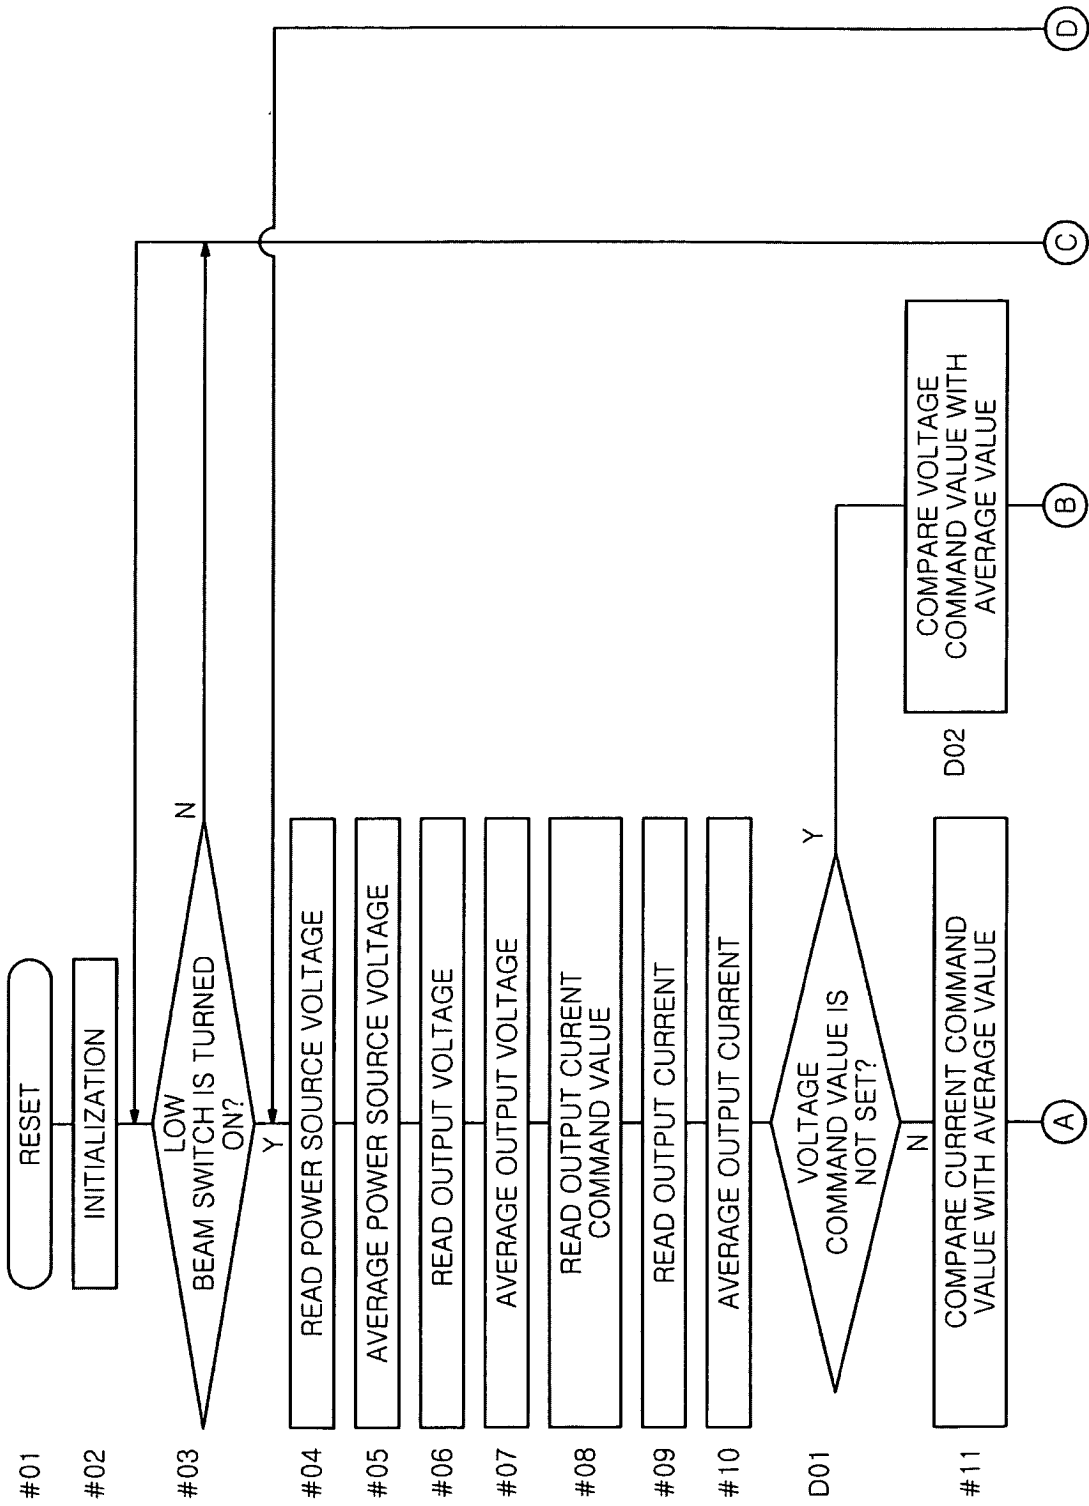 #01
RESET
#02
INITIALIZATION
#03
LOW
BEAM SWITCH IS TURNED
ON?
N
Y
#04
READ POWER SOURCE VOLTAGE
#05
AVERAGE POWER SOURCE VOLTAGE
#06
READ OUTPUT VOLTAGE
#07
AVERAGE OUTPUT VOLTAGE
#08
READ OUTPUT CURENT
COMMAND VALUE
#09
READ OUTPUT CURRENT
#10
AVERAGE OUTPUT CURRENT
D01
VOLTAGE
COMMAND VALUE IS
NOT SET?
Y
N
#11
COMPARE CURRENT COMMAND
VALUE WITH AVERAGE VALUE
D02
COMPARE VOLTAGE
COMMAND VALUE WITH
AVERAGE VALUE
A
B
C
D